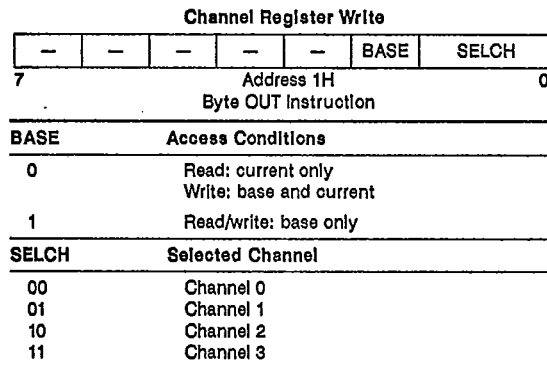 Channel Register Write
— — — — — BASE SELCH
7 Address 1H 0
Byte OUT Instruction
BASE Access Conditions
0 Read: current only
Write: base and current
1 Read/write: base only
SELCH Selected Channel
00 Channel 0
01 Channel 1
10 Channel 2
11 Channel 3